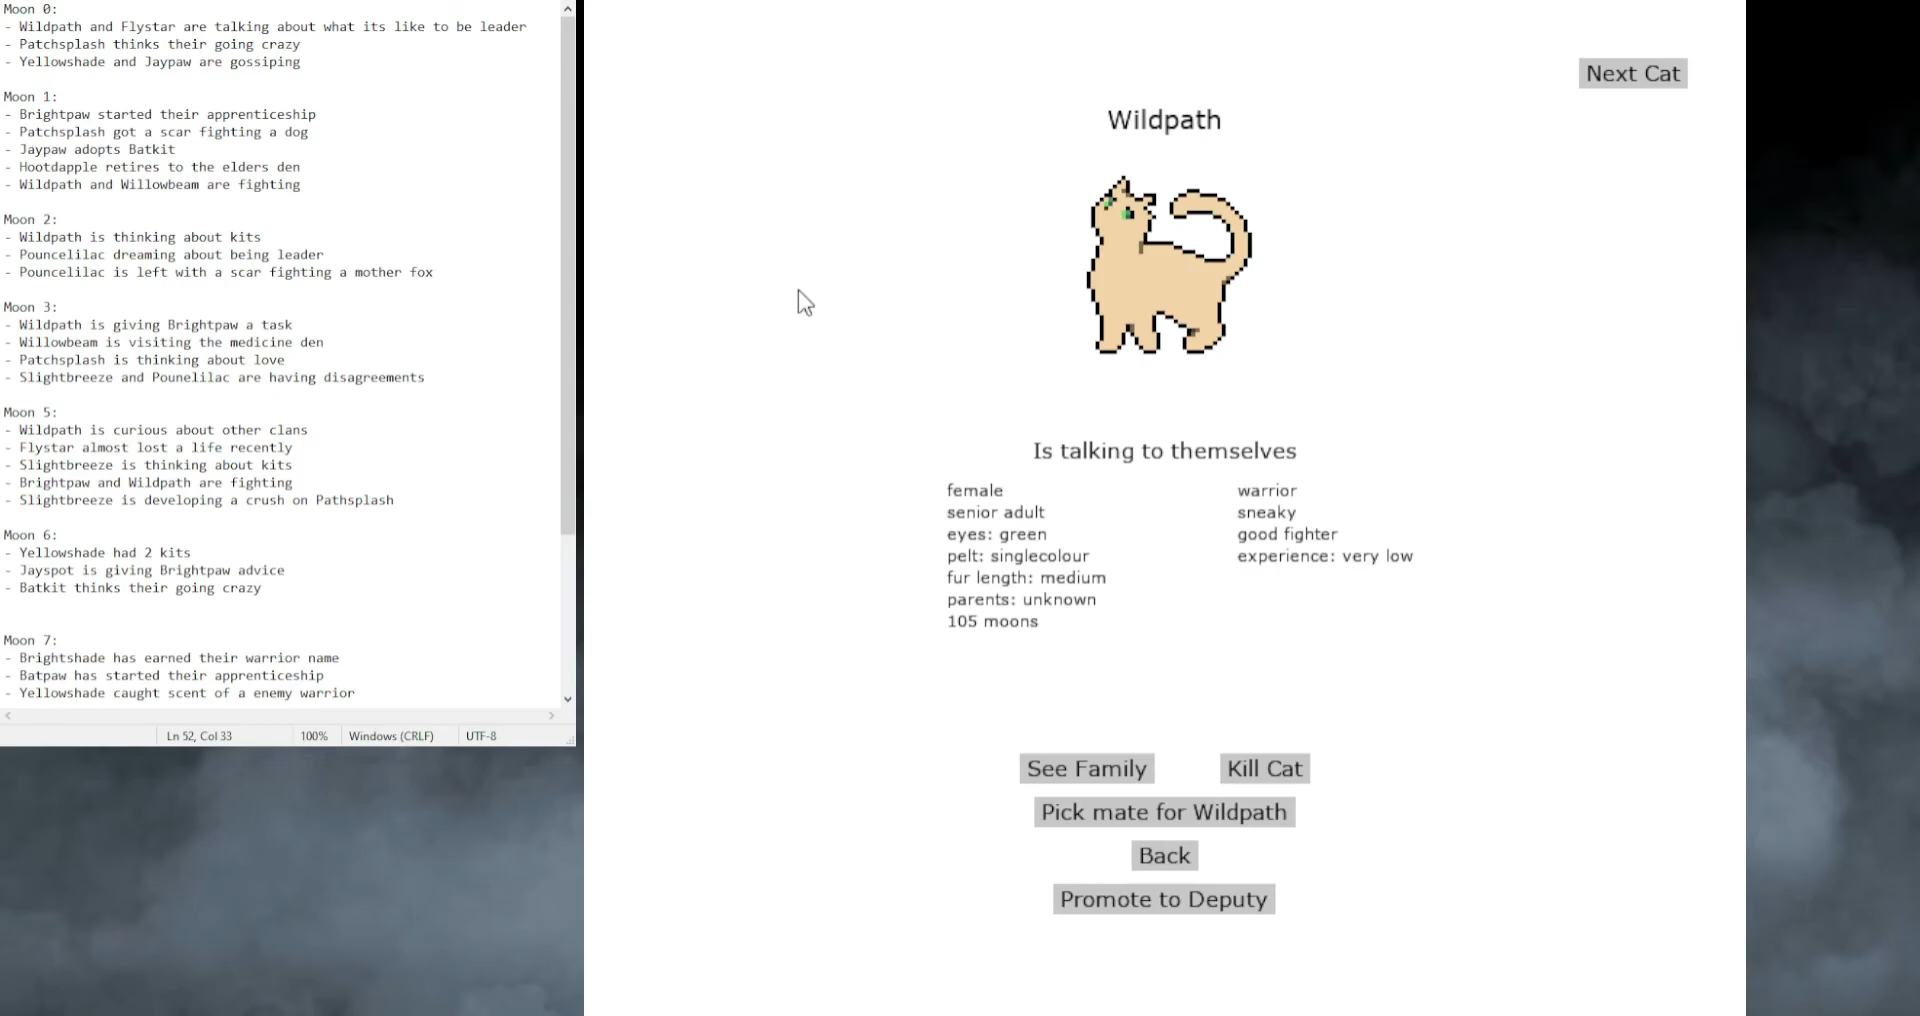 Moon 0:
- Wildpath and Flystar are talking about what its like to be leader
- Patchsplash thinks their going crazy
- Yellowshade and Jaypaw are gossiping
Moon 1:
- Brightpaw started their apprenticeship
- Patchsplash got a scar fighting a dog
- Jaypaw adopts Batkit
- Hootdapple retires to the elders den
- Wildpath and Willowbeam are fighting
Moon 2:
- Wildpath is thinking about kits
- Pouncelilac dreaming about being leader
- Pouncelilac is left with a scar fighting a mother fox
Moon 3:
- Wildpath is giving Brightpaw a task
- Willowbeam is visiting the medicine den
- Patchsplash is thinking about love
- Slightbreeze and Pounelilac are having disagreements
Moon 5:
- Wildpath is curious about other clans
- Flystar almost lost a life recently
- Slightbreeze is thinking about kits
- Brightpaw and Wildpath are fighting
- Slightbreeze is developing a crush on Pathsplash
Moon 6:
- Yellowshade had 2 kits
- Jayspot is giving Brightpaw advice
- Batkit thinks their going crazy
Moon 7:
- Brightshade has earned their warrior name
- Batpaw has started their apprenticeship
- Yellowshade caught scent of a enemy warrior
Ln 52, Col 33 100% Windows (CRLF) UTF-8
Next Cat
Wildpath
Is talking to themselves
female
senior adult
eyes: green
pelt: singlecolour
fur length: medium
parents: unknown
105 moons
warrior
sneaky
good fighter
experience: very low
See Family Kill Cat
Pick mate for Wildpath
Back
Promote to Deputy